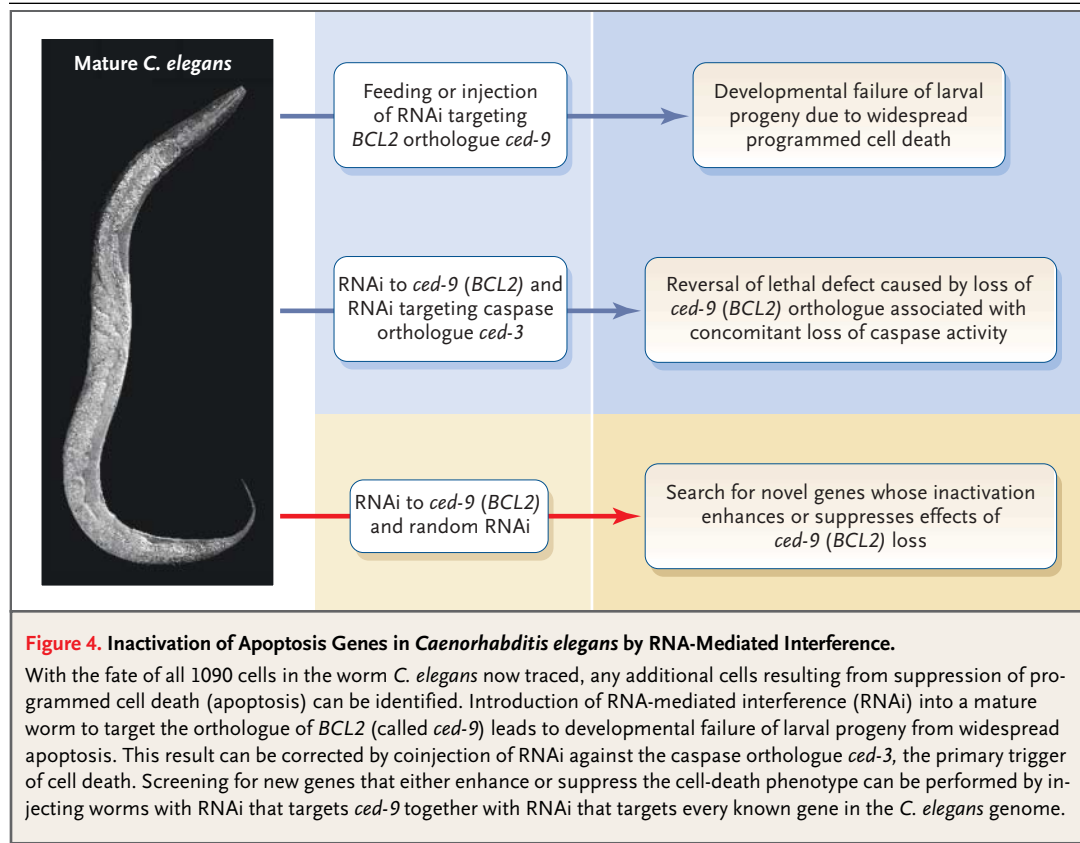 Mature C. elegans
Feeding or injection
of RNAi targeting
BCL2 orthologue ced-9
Developmental failure of larval
progeny due to widespread
programmed cell death
RNAi to ced-9 (BCL2) and
RNAi targeting caspase
orthologue ced-3
Reversal of lethal defect caused by loss of
ced-9 (BCL2) orthologue associated with
concomitant loss of caspase activity
RNAi to ced-9 (BCL2)
and random RNAi
Search for novel genes whose inactivation
enhances or suppresses effects of
ced-9 (BCL2) loss
Figure 4. Inactivation of Apoptosis Genes in Caenorhabditis elegans by RNA-Mediated Interference.
With the fate of all 1090 cells in the worm C. elegans now traced, any additional cells resulting from suppression of pro-
grammed cell death (apoptosis) can be identified. Introduction of RNA-mediated interference (RNAi) into a mature
worm to target the orthologue of BCL2 (called ced-9) leads to developmental failure of larval progeny from widespread
apoptosis. This result can be corrected by coinjection of RNAi against the caspase orthologue ced-3, the primary trigger
of cell death. Screening for new genes that either enhance or suppress the cell-death phenotype can be performed by in-
jecting worms with RNAi that targets ced-9 together with RNAi that targets every known gene in the C. elegans genome.